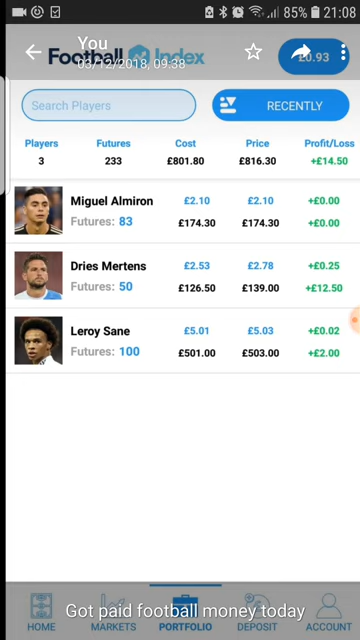 85% 21:08
You
Football Index
03/12/2018, 09:38
£0.93
Search Players
RECENTLY
Players Futures Cost Price Profit/Loss
3 233 £801.80 £816.30 +£14.50
Miguel Almiron £2.10 £2.10 +£0.00
Futures: 83 £174.30 £174.30 +£0.00
Dries Mertens £2.53 £2.78 +£0.25
Futures: 50 £126.50 £139.00 +£12.50
Leroy Sane £5.01 £5.03 +£0.02
Futures: 100 £501.00 £503.00 +£2.00
Got paid football money today
HOME MARKETS PORTFOLIO DEPOSIT ACCOUNT